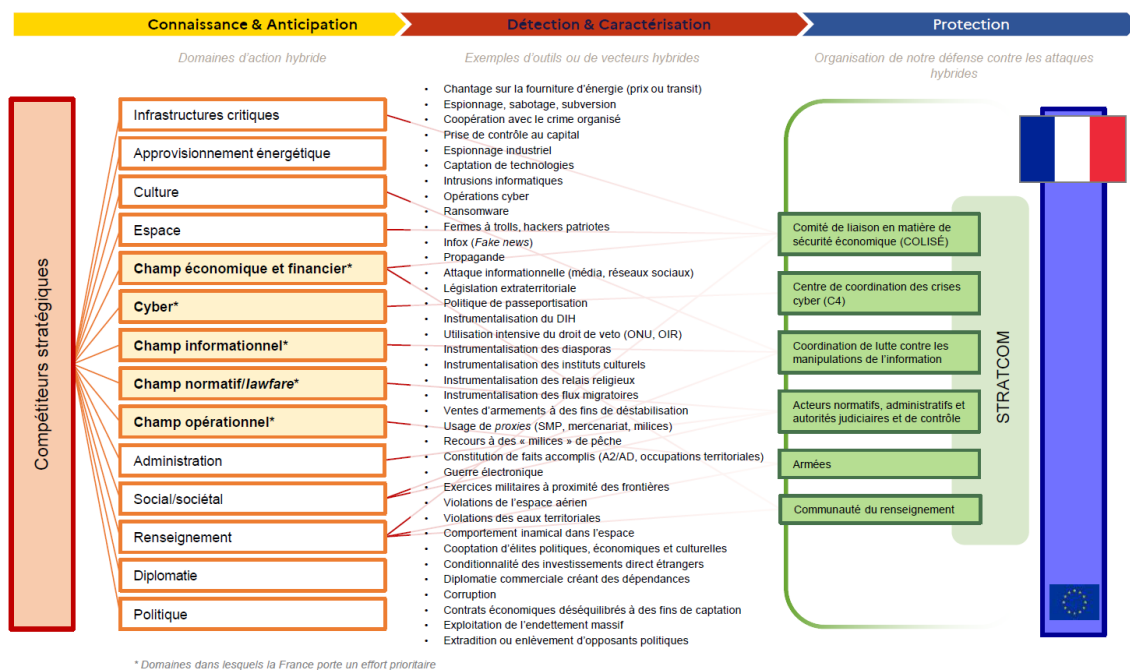 Connaissance & Anticipation
Détection & Caractérisation
Protection
Domaines d'action hybride
Exemples d'outils ou de vecteurs hybrides
Organisation de notre défense contre les attaques
hybrides
Compétiteurs stratégiques
Infrastructures critiques
Approvisionnement énergétique
Culture
Espace
Champ économique et financier*
Cyber*
Champ informationnel*
Champ normatif/lawfare*
Champ opérationnel*
Administration
Social/sociétal
Renseignement
Diplomatie
Politique
• Chantage sur la fourniture d'énergie (prix ou transit)
• Espionnage, sabotage, subversion
• Coopération avec le crime organisé
• Prise de contrôle au capital
• Espionnage industriel
• Captation de technologies
• Intrusions informatiques
• Opérations cyber
• Ransomware
• Fermes à trolls, hackers patriotes
• Infox (Fake news)
• Propagande
• Attaque informationnelle (média, réseaux sociaux)
• Législation extraterritoriale
• Politique de passeportisation
• Instrumentalisation du DIH
• Utilisation intensive du droit de veto (ONU, OIR)
• Instrumentalisation des diasporas
• Instrumentalisation des instituts culturels
• Instrumentalisation des relais religieux
• Instrumentalisation des flux migratoires
• Ventes d'armements à des fins de déstabilisation
• Usage de proxies (SMP, mercenariat, milices)
• Recours à des « milices » de pêche
• Constitution de faits accomplis (A2/AD, occupations territoriales)
• Guerre électronique
• Exercices militaires à proximité des frontières
• Violations de l'espace aérien
• Violations des eaux territoriales
• Comportement inamical dans l'espace
• Cooptation d'élites politiques, économiques et culturelles
• Conditionnalité des investissements direct étrangers
• Diplomatie commerciale créant des dépendances
• Corruption
• Contrats économiques déséquilibrés à des fins de captation
• Exploitation de l'endettement massif
• Extradition ou enlèvement d'opposants politiques
Comité de liaison en matière de
sécurité économique (COLISÉ)
Centre de coordination des crises
cyber (C4)
Coordination de lutte contre les
manipulations de l'information
Acteurs normatifs, administratifs et
autorités judiciaires et de contrôle
Armées
Communauté du renseignement
STRATCOM
* Domaines dans lesquels la France porte un effort prioritaire